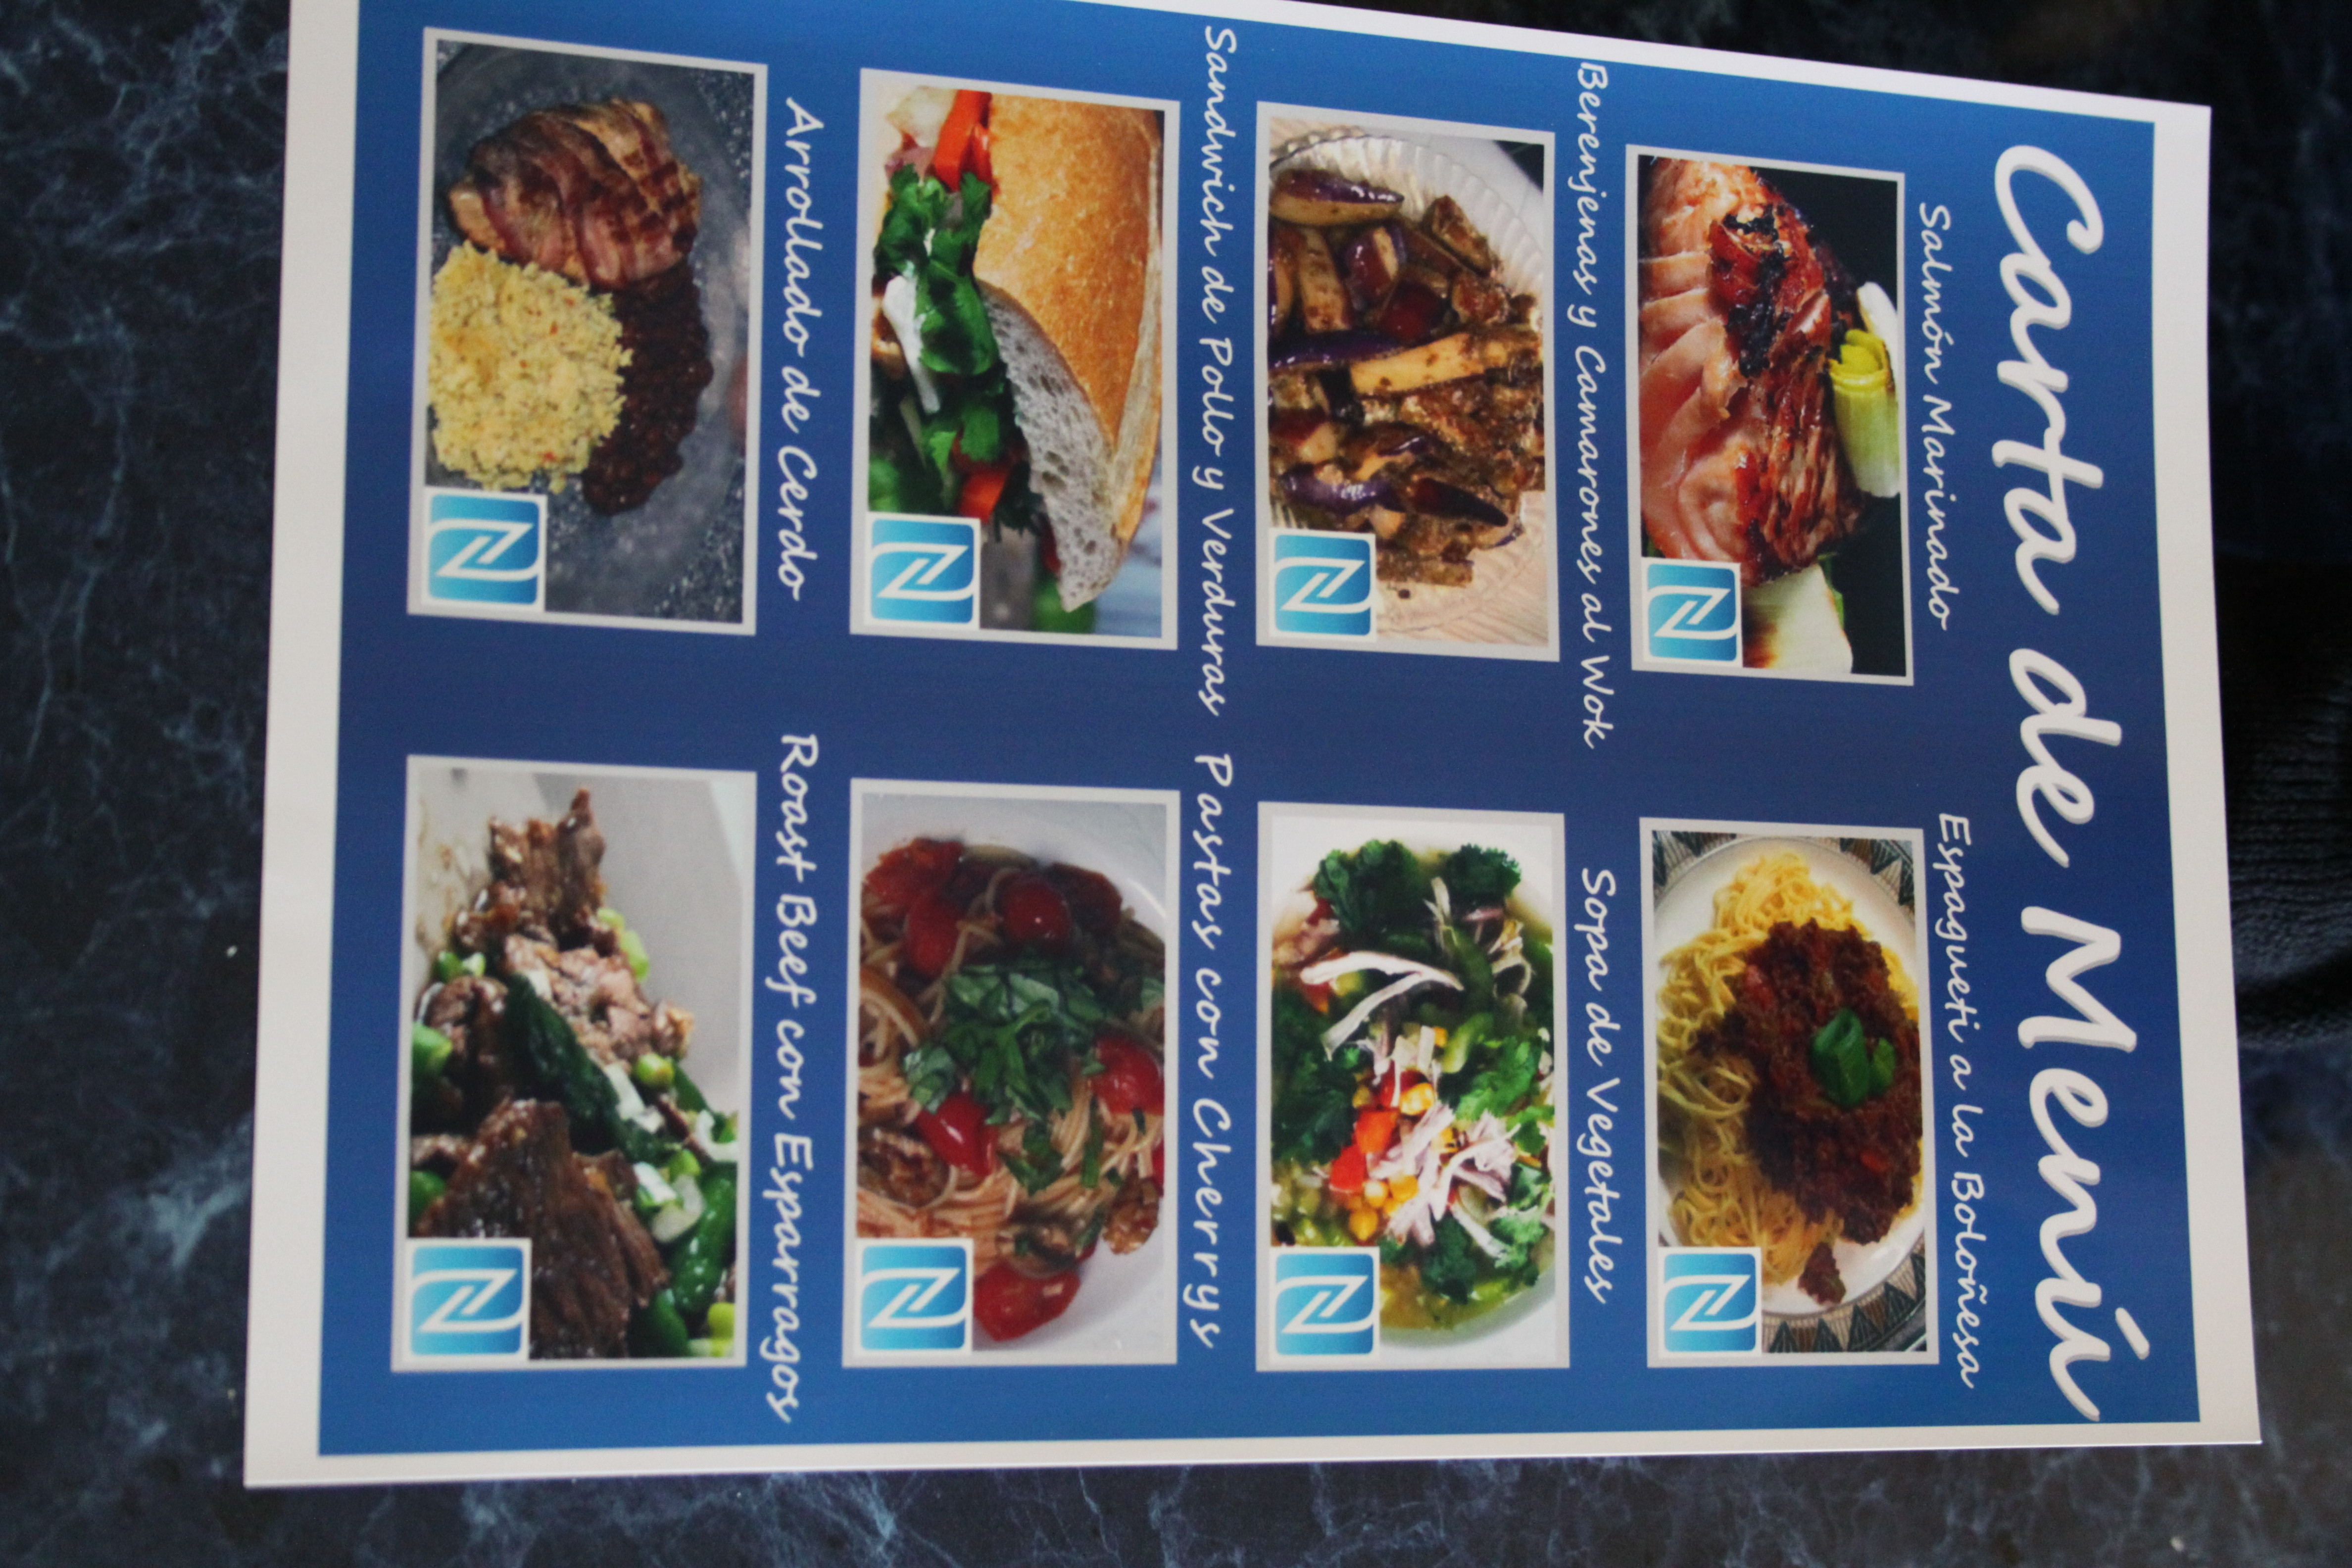 Carta de Menú
Salmón Marinado
Espagueti a la Boloñesa
Berenjenas y Camarones al Wok
Sopa de Vegetales
Sandwich de Pollo y Verduras
Pastas con Cherrys
Arrollado de Cerdo
Roast Beef con Esparragos